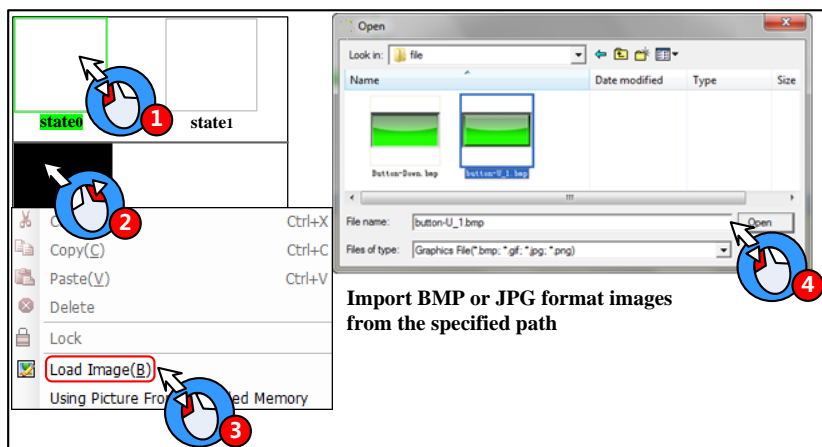 state0
state1
1
2
Ctrl+X
Copy(C)
Ctrl+C
Paste(V)
Ctrl+V
Delete
Lock
Load Image(B)
Using Picture Memory
3
Open
Look in:
file
Name
Date modified
Type
Size
Button-Down.bmp
button-U_1.bmp
File name:
button-U_1.bmp
Open
Files of type:
Graphics File(*.bmp; *.gif; *.jpg; *.png)
4
Import BMP or JPG format images
from the specified path